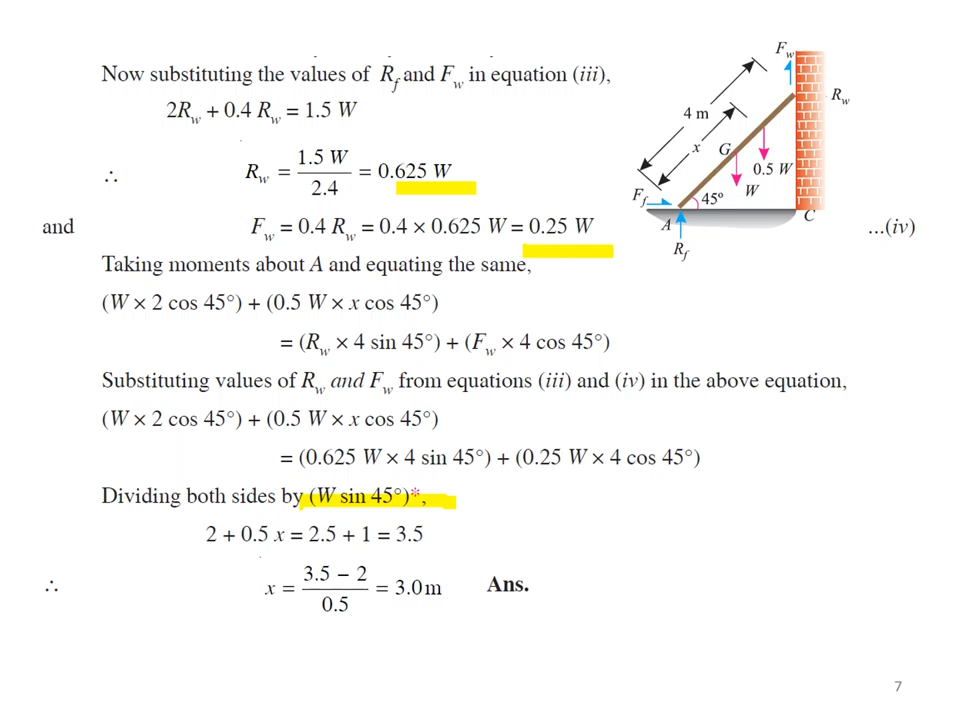 Now substituting the values of R_f and F_w in equation (iii),
2R_w + 0.4 R_w = 1.5 W
∴ R_w = 1.5 W / 2.4 = 0.625 W
and F_w = 0.4 R_w = 0.4 × 0.625 W = 0.25 W ...(iv)
Taking moments about A and equating the same,
(W × 2 cos 45°) + (0.5 W × x cos 45°)
= (R_w × 4 sin 45°) + (F_w × 4 cos 45°)
Substituting values of R_w and F_w from equations (iii) and (iv) in the above equation,
(W × 2 cos 45°) + (0.5 W × x cos 45°)
= (0.625 W × 4 sin 45°) + (0.25 W × 4 cos 45°)
Dividing both sides by (W sin 45°)*,
2 + 0.5 x = 2.5 + 1 = 3.5
∴ x = 3.5 − 2 / 0.5 = 3.0 m Ans.
F_w
R_w
4 m
x
G
0.5 W
W
F_f
45°
A
C
R_f
7